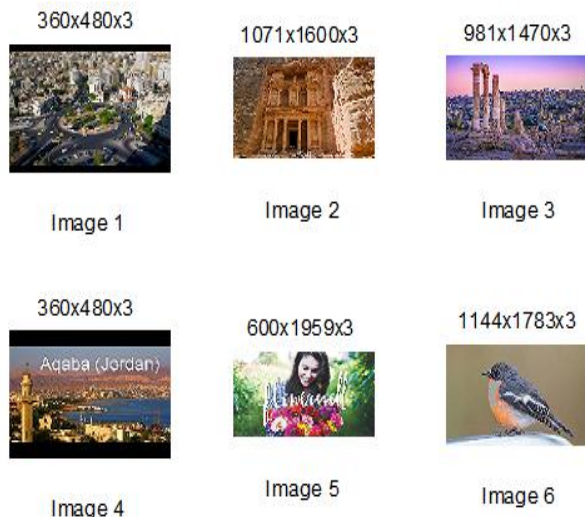 360x480x3
1071x1600x3
981x1470x3
Image 1
Image 2
Image 3
360x480x3
600x1959x3
1144x1783x3
Aqaba (Jordan)
Image 4
Image 5
Image 6